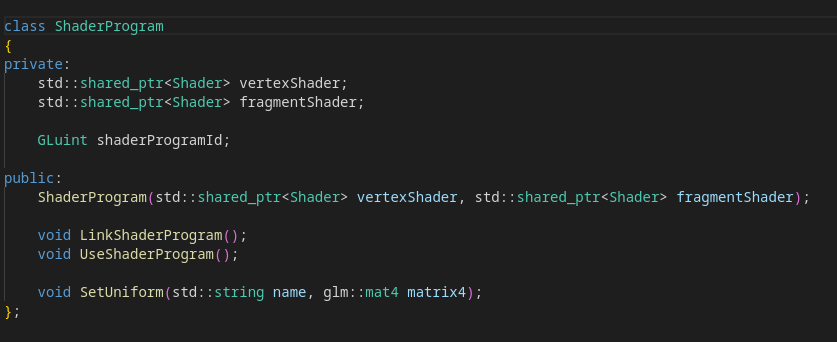 class ShaderProgram
{
private:
std::shared_ptr<Shader> vertexShader;
std::shared_ptr<Shader> fragmentShader;
GLuint shaderProgramId;
public:
ShaderProgram(std::shared_ptr<Shader> vertexShader, std::shared_ptr<Shader> fragmentShader);
void LinkShaderProgram();
void UseShaderProgram();
void SetUniform(std::string name, glm::mat4 matrix4);
};